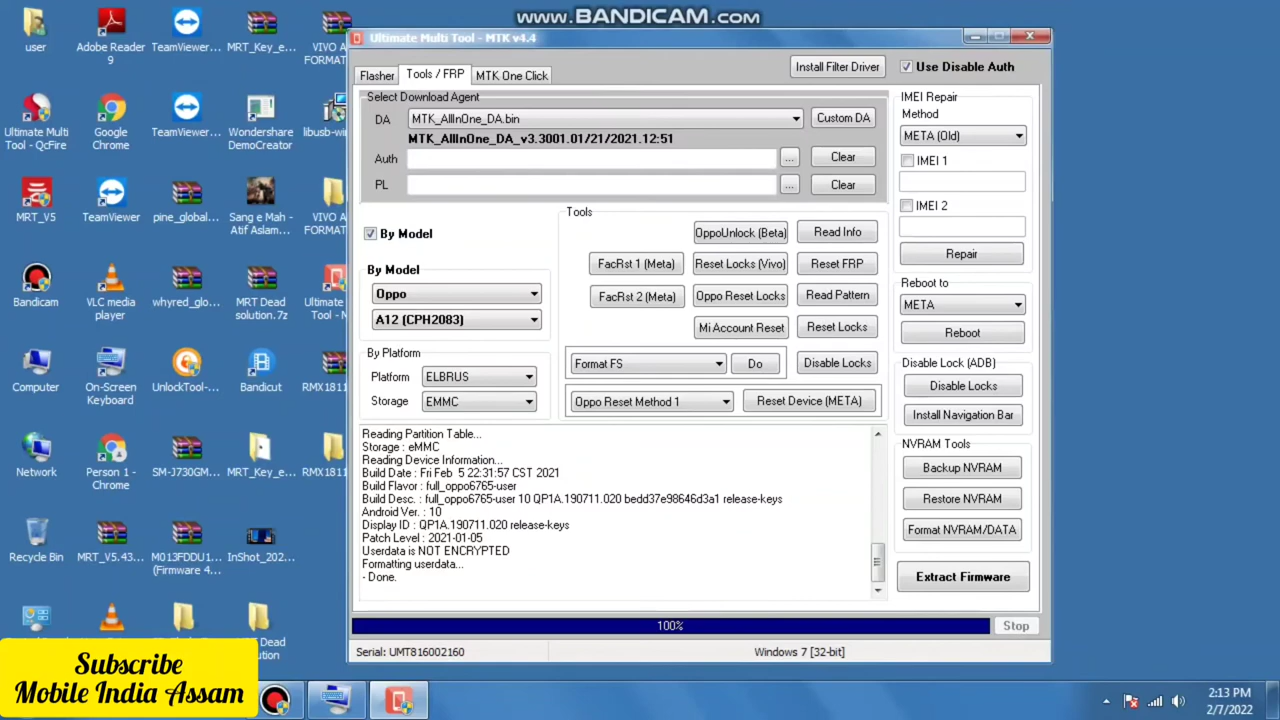 www.BANDICAM.com
user
Adobe Reader
9
TeamViewer...
MRT_Key_e...
VIVO A
FORMAT
Ultimate Multi
Tool - QcFire
Google
Chrome
TeamViewer...
Wondershare
DemoCreator
libusb-win
MRT_V5
TeamViewer
pine_global...
Sang e Mah -
Atif Aslam...
VIVO A
FORMAT
Bandicam
VLC media
player
whyred_glo...
MRT Dead
solution.7z
Ultimate
Tool - M
Computer
On-Screen
Keyboard
UnlockTool-...
Bandicut
RMX1811
Network
Person 1 -
Chrome
SM-J730GM...
MRT_Key_e...
RMX1811
Recycle Bin
MRT_V5.43...
M013FDDU1...
(Firmware 4...
InShot_202...
Dead
ution
Subscribe
Mobile India Assam
Ultimate Multi Tool - MTK v4.4
Flasher
Tools / FRP
MTK One Click
Install Filter Driver
Use Disable Auth
Select Download Agent
DA
MTK_AllInOne_DA.bin
Custom DA
MTK_AllInOne_DA_v3.3001.01/21/2021.12:51
Auth
...
Clear
PL
...
Clear
By Model
By Model
Oppo
A12 (CPH2083)
By Platform
Platform
ELBRUS
Storage
EMMC
Tools
OppoUnlock (Beta)
Read Info
FacRst 1 (Meta)
Reset Locks (Vivo)
Reset FRP
FacRst 2 (Meta)
Oppo Reset Locks
Read Pattern
Mi Account Reset
Reset Locks
Format FS
Do
Disable Locks
Oppo Reset Method 1
Reset Device (META)
IMEI Repair
Method
META (Old)
IMEI 1
IMEI 2
Repair
Reboot to
META
Reboot
Disable Lock (ADB)
Disable Locks
Install Navigation Bar
NVRAM Tools
Backup NVRAM
Restore NVRAM
Format NVRAM/DATA
Extract Firmware
Reading Partition Table...
Storage : eMMC
Reading Device Information...
Build Date : Fri Feb  5 22:31:57 CST 2021
Build Flavor : full_oppo6765-user
Build Desc. : full_oppo6765-user 10 QP1A.190711.020 bedd37e98646d3a1 release-keys
Android Ver. : 10
Display ID : QP1A.190711.020 release-keys
Patch Level : 2021-01-05
Userdata is NOT ENCRYPTED
Formatting userdata...
- Done.
100%
Stop
Serial: UMT816002160
Windows 7 [32-bit]
2:13 PM
2/7/2022